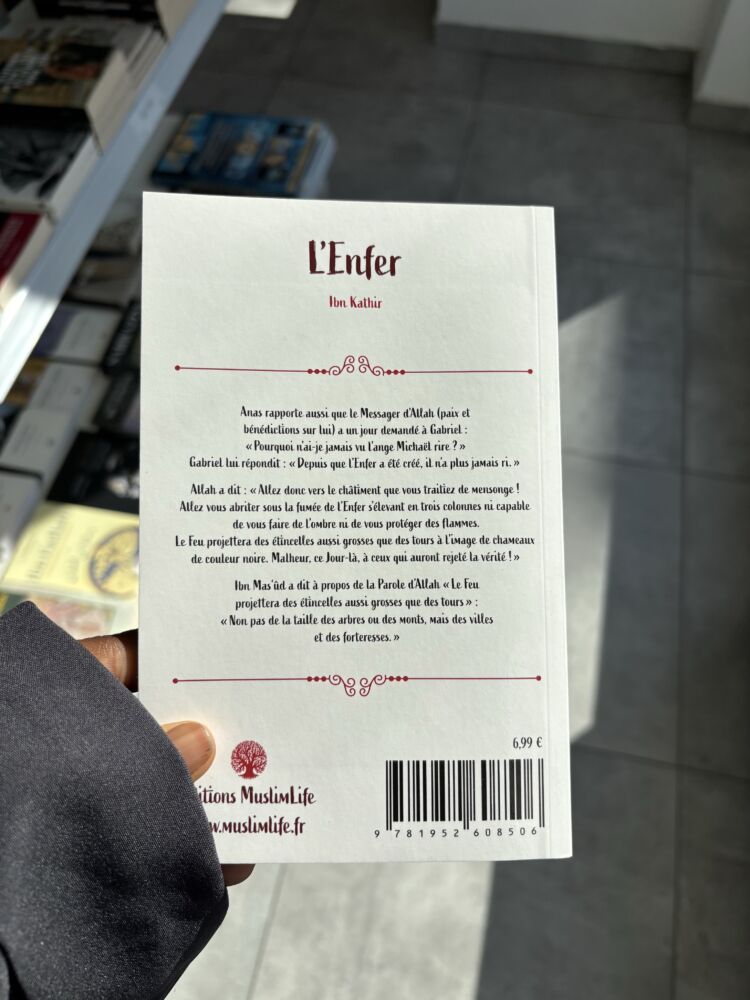 L'Enfer
Ibn Kathir
Anas rapporte aussi que le Messager d'Allah (paix et
bénédictions sur lui) a un jour demandé à Gabriel :
« Pourquoi n'ai-je jamais vu l'ange Michaël rire ? »
Gabriel lui répondit : « Depuis que l'Enfer a été créé, il n'a plus jamais ri. »
Allah a dit : « Allez donc vers le châtiment que vous traitiez de mensonge !
Allez vous abriter sous la fumée de l'Enfer s'élevant en trois colonnes ni capable
de vous faire de l'ombre ni de vous protéger des flammes.
Le Feu projettera des étincelles aussi grosses que des tours à l'image de chameaux
de couleur noire. Malheur, ce Jour-là, à ceux qui auront rejeté la vérité ! »
Ibn Mas'ûd a dit à propos de la Parole d'Allah « Le Feu
projettera des étincelles aussi grosses que des tours » :
« Non pas de la taille des arbres ou des monts, mais des villes
et des forteresses. »
6,99 €
itions MuslimLife
w.muslimlife.fr
9 781952 608506